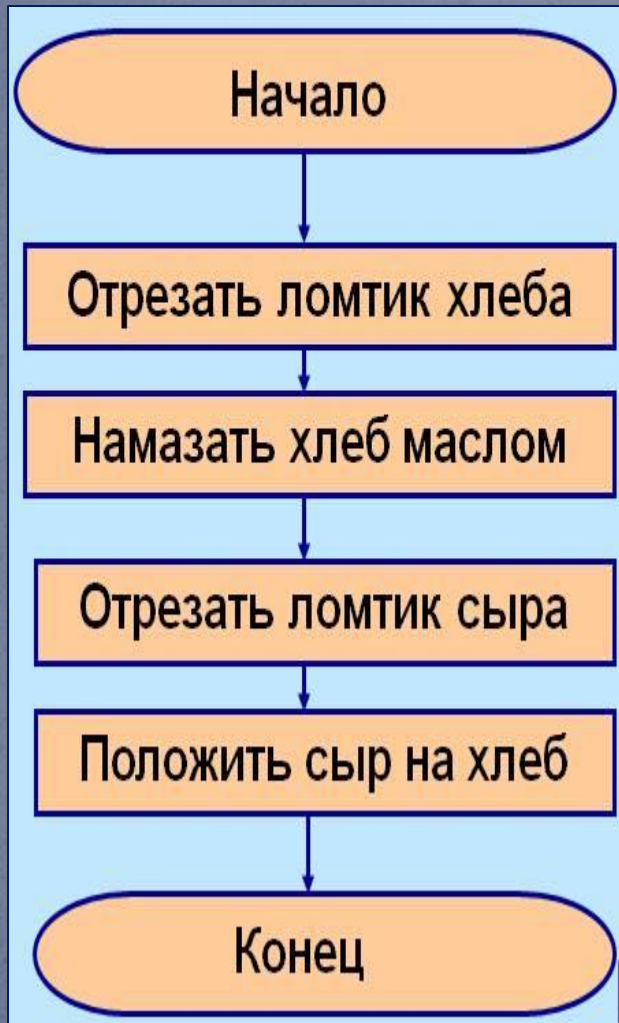 Начало
Отрезать ломтик хлеба
Намазать хлеб маслом
Отрезать ломтик сыра
Положить сыр на хлеб
Конец